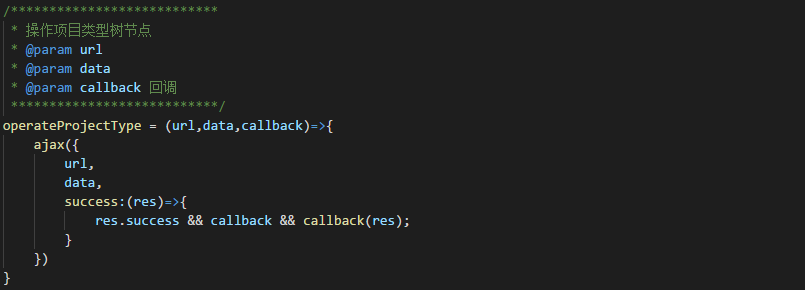 /***************************
 * 操作项目类型树节点
 * @param url
 * @param data
 * @param callback 回调
 ***************************/
operateProjectType = (url,data,callback)=>{
    ajax({
        url,
        data,
        success:(res)=>{
            res.success && callback && callback(res);
        }
    })
}